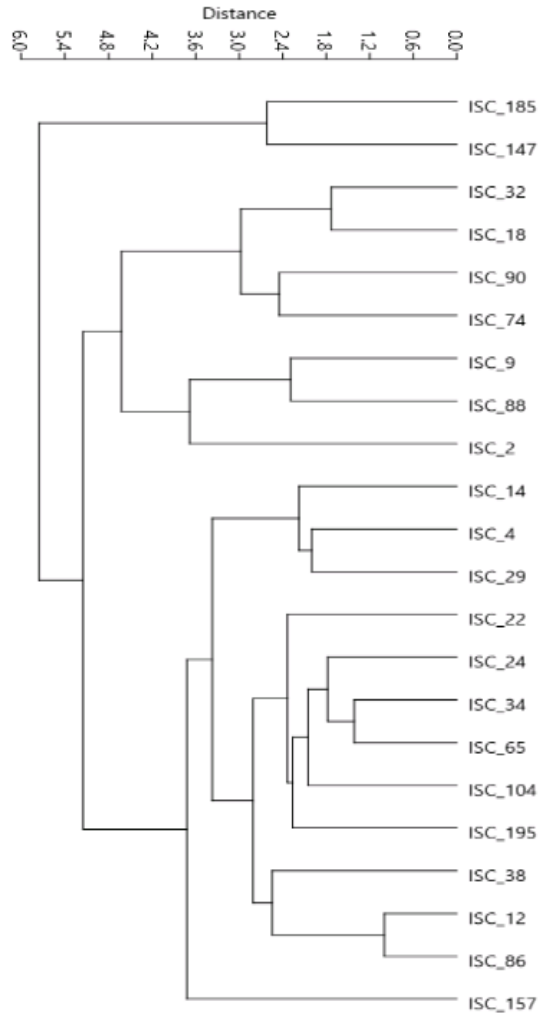 Distance
6.0 5.4 4.8 4.2 3.6 3.0 2.4 1.8 1.2 0.6 0.0
ISC_185
ISC_147
ISC_32
ISC_18
ISC_90
ISC_74
ISC_9
ISC_88
ISC_2
ISC_14
ISC_4
ISC_29
ISC_22
ISC_24
ISC_34
ISC_65
ISC_104
ISC_195
ISC_38
ISC_12
ISC_86
ISC_157